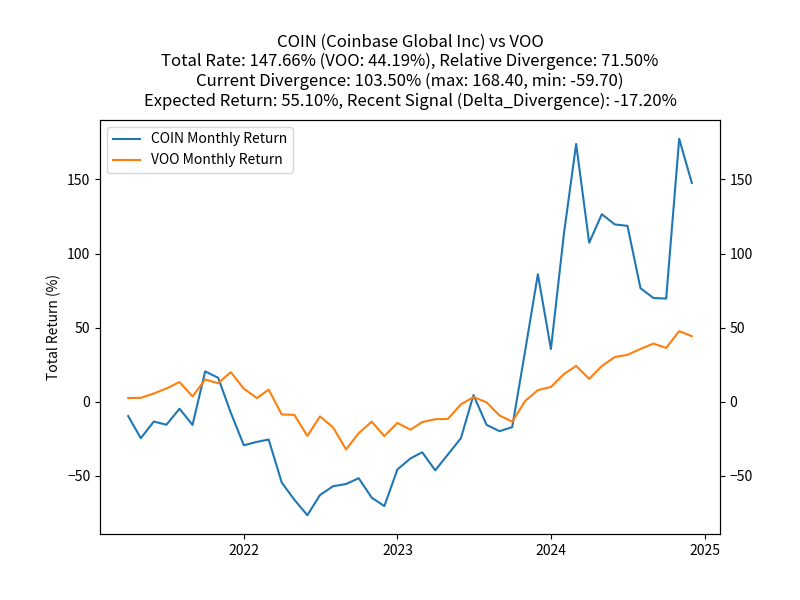 COIN (Coinbase Global Inc) vs VOO
Total Rate: 147.66% (VOO: 44.19%), Relative Divergence: 71.50%
Current Divergence: 103.50% (max: 168.40, min: -59.70)
Expected Return: 55.10%, Recent Signal (Delta_Divergence): -17.20%
COIN Monthly Return
VOO Monthly Return
Total Return (%)
150
100
50
0
−50
150
100
50
0
−50
2022
2023
2024
2025